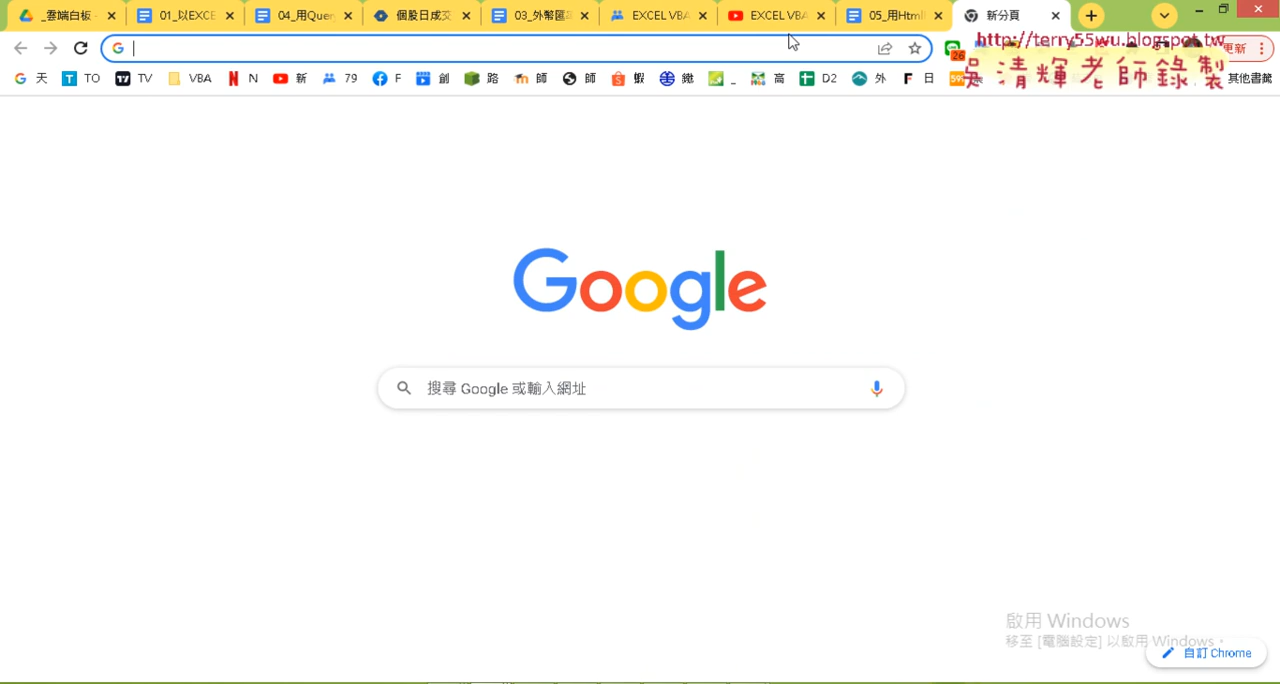 _雲端白板 -
01_以EXCE
04_用Quer
個股日成交
03_外幣匯
EXCEL VBA
EXCEL VBA
05_用Html
新分頁
http://terry55wu.blogspot.tw
更新
吳清輝老師錄製
天 TO TV VBA N 新 79 F 創 路 師 師 蝦 _ 高 D2 外 日
其他書籤
Google
搜尋 Google 或輸入網址
啟用 Windows
移至 [電腦設定] 以啟用 Windows。
自訂 Chrome